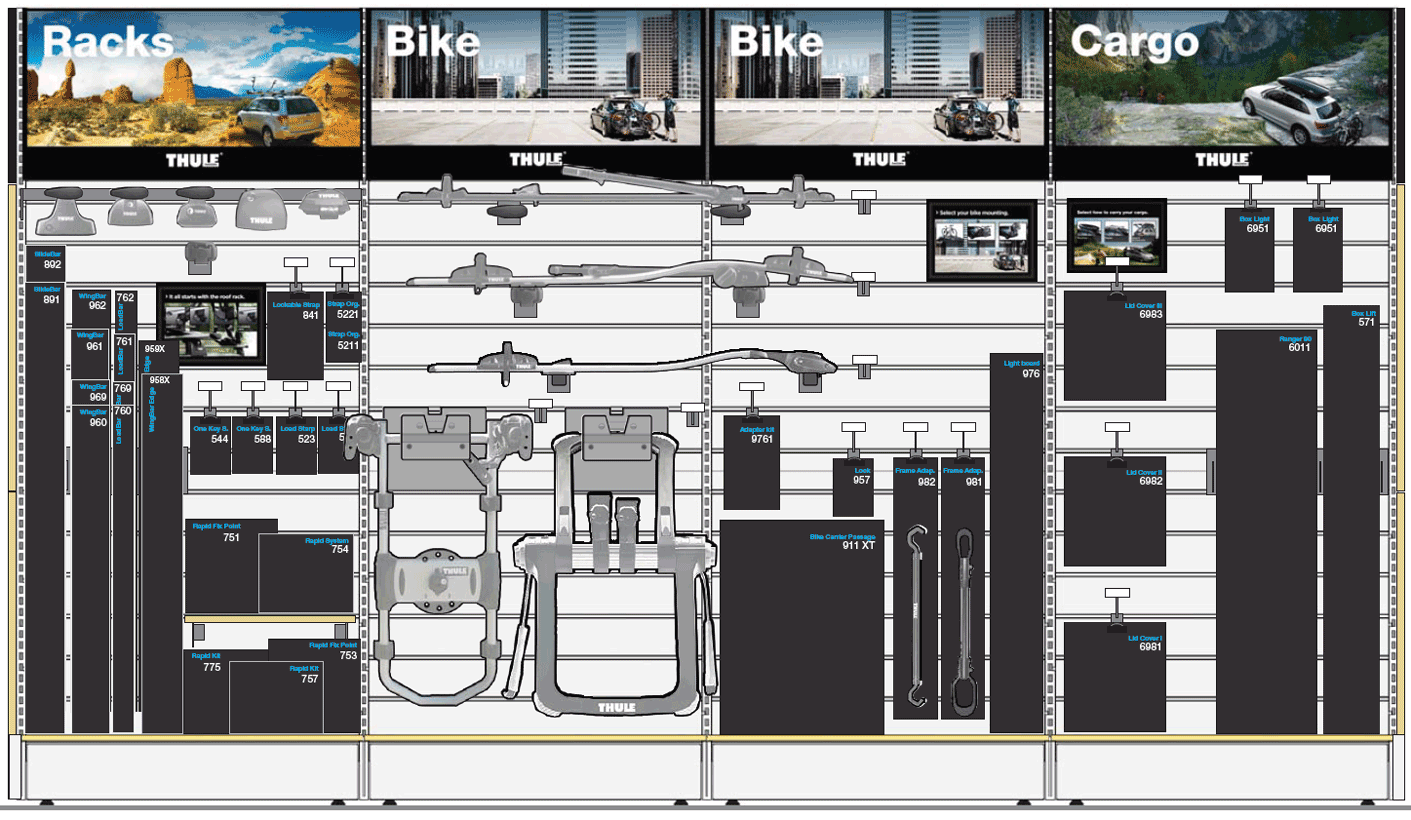 Racks
THULE
Bike
THULE
Bike
THULE
Cargo
THULE
THULE
THULE
SlideBar
892
SlideBar
891
WingBar
962
WingBar
961
WingBar
969
WingBar
960
762
LoadBar
761
LoadBar
769
Bar
760
LoadBar
959X
Edge
958X
WingBar Edge
› It all starts with the roof rack.
Lockable Strap
841
Strap Org.
5221
Strap Org.
5211
One Key S.
544
One Key S.
588
Load Starp
523
Load S
5
Rapid Fix Point
751
Rapid System
754
Rapid Fix Point
753
Rapid Kit
775
Rapid Kit
757
THULE
THULE
› Select your bike mounting.
Light board
976
Adapter kit
9761
Lock
957
Frame Adap.
982
Frame Adap.
981
Bike Carrier Passage
911 XT
Select how to carry your cargo.
Box Light
6951
Box Light
6951
Lid Cover III
6983
Lid Cover II
6982
Lid Cover I
6981
Ranger 90
6011
Box Lift
571